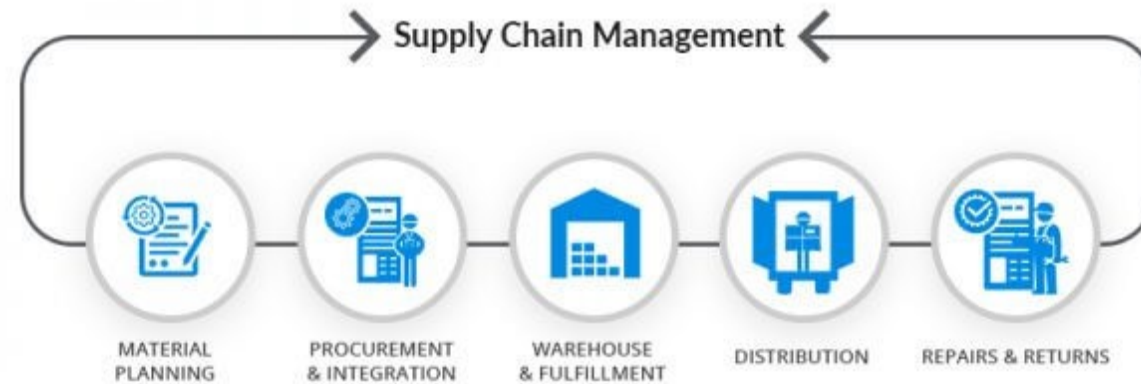 Supply Chain Management
MATERIAL
PLANNING
PROCUREMENT
& INTEGRATION
WAREHOUSE
& FULFILLMENT
DISTRIBUTION
REPAIRS & RETURNS